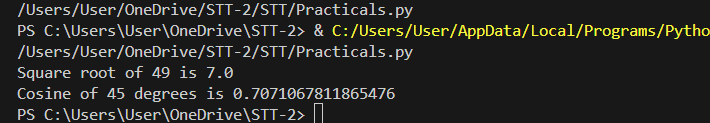 /Users/User/OneDrive/STT-2/STT/Practicals.py
PS C:\Users\User\OneDrive\STT-2> & C:/Users/User/AppData/Local/Programs/Pytho
/Users/User/OneDrive/STT-2/STT/Practicals.py
Square root of 49 is 7.0
Cosine of 45 degrees is 0.7071067811865476
PS C:\Users\User\OneDrive\STT-2>